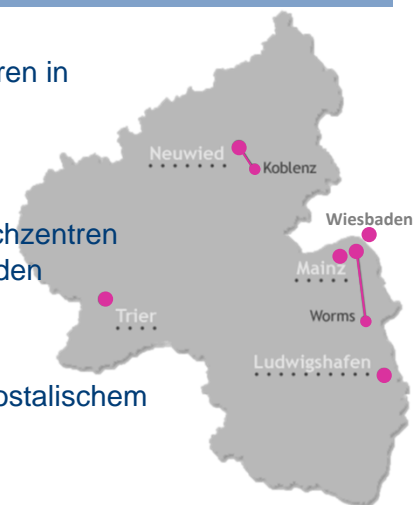 ren in
Neuwied
Koblenz
Wiesbaden
chzentren
den
Mainz
Worms
Trier
Ludwigshafen
ostalischem